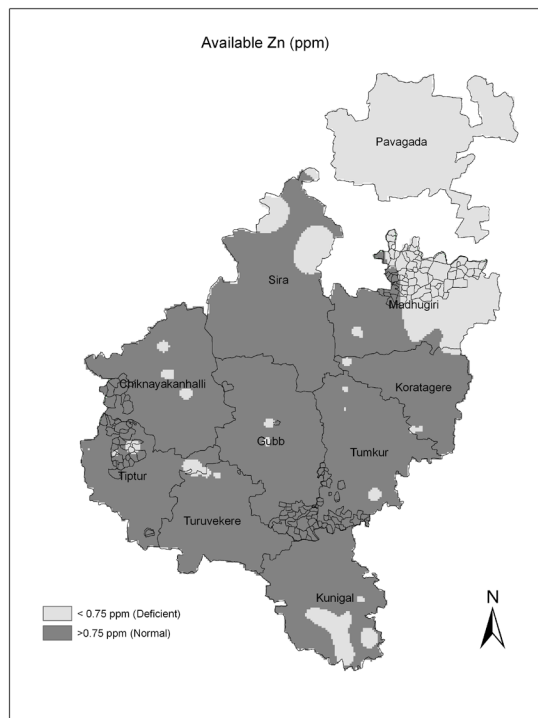 Available Zn (ppm)
Pavagada
Sira
Madhugiri
Chiknayakanhalli
Koratagere
Gubb
Tumkur
Tiptur
Turuvekere
Kunigal
N
< 0.75 ppm (Deficient)
>0.75 ppm (Normal)